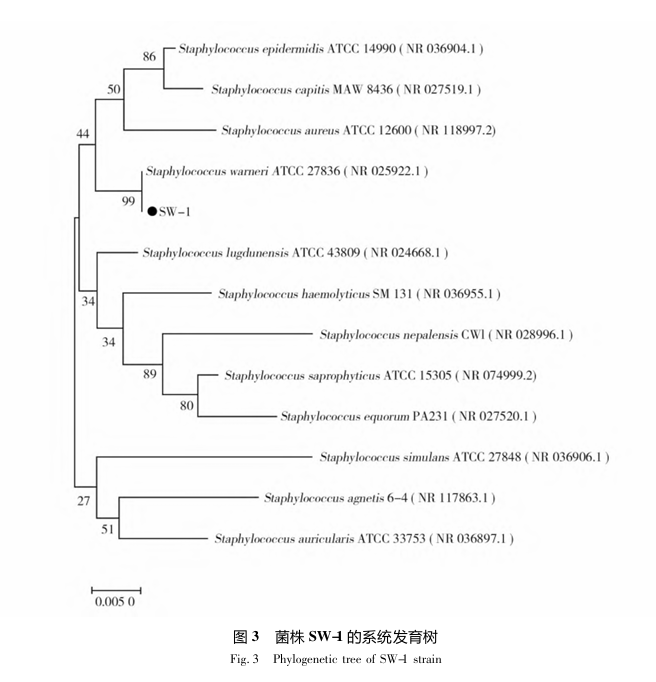 Staphylococcus epidermidis ATCC 14990 ( NR 036904.1 )
86
Staphylococcus capitis MAW 8436 ( NR 027519.1 )
50
Staphylococcus aureus ATCC 12600 ( NR 118997.2)
44
Staphylococcus warneri ATCC 27836 ( NR 025922.1 )
99
SW-1
Staphylococcus lugdunensis ATCC 43809 ( NR 024668.1 )
34
Staphylococcus haemolyticus SM 131 ( NR 036955.1 )
34
Staphylococcus nepalensis CW1 ( NR 028996.1 )
89
Staphylococcus saprophyticus ATCC 15305 ( NR 074999.2)
80
Staphylococcus equorum PA231 ( NR 027520.1 )
Staphylococcus simulans ATCC 27848 ( NR 036906.1 )
27
Staphylococcus agnetis 6-4 ( NR 117863.1 )
51
Staphylococcus auricularis ATCC 33753 ( NR 036897.1 )
0.005 0
图 3 菌株 SW-1 的系统发育树
Fig. 3 Phylogenetic tree of SW-1 strain